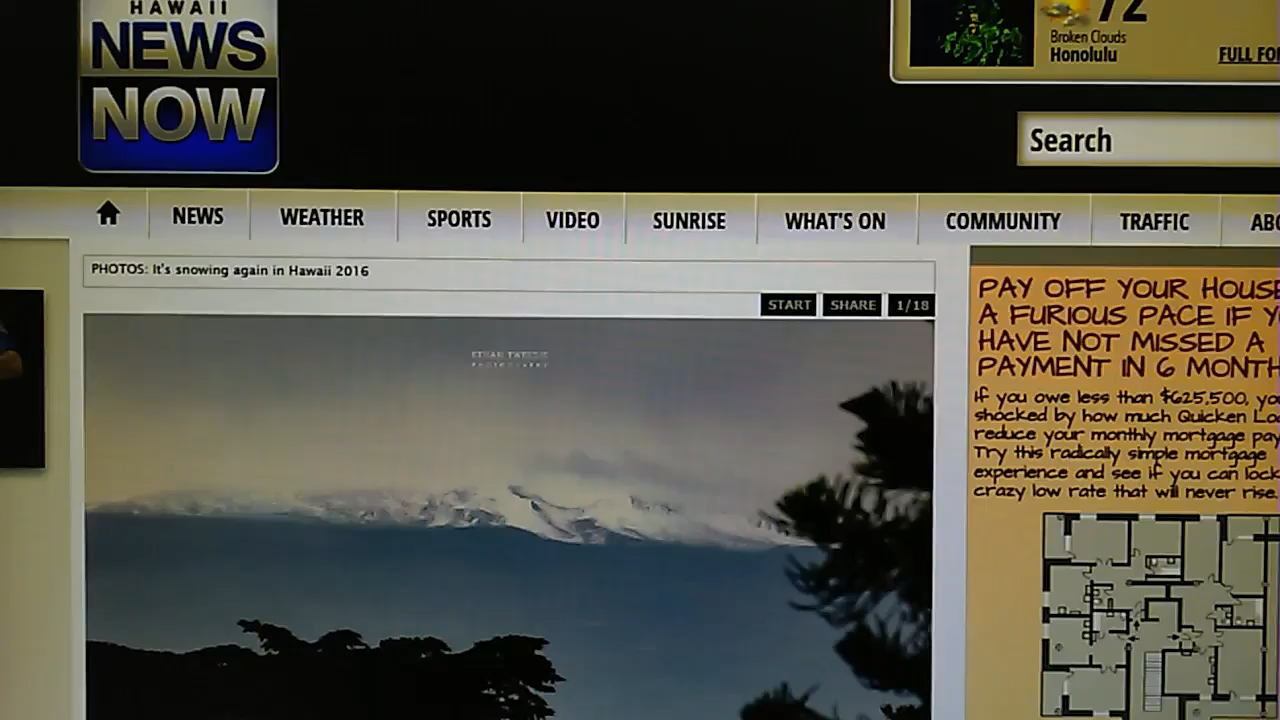 HAWAII
NEWS
NOW
72
Broken Clouds
Honolulu
Search
NEWS
WEATHER
SPORTS
VIDEO
SUNRISE
WHAT'S ON
COMMUNITY
TRAFFIC
PHOTOS: It's snowing again in Hawaii 2016
START
SHARE
1/18
PHOTOGRAPHY
PAY OFF YOUR HOUSE
A FURIOUS PACE IF
HAVE NOT MISSED A
PAYMENT IN 6
If you owe less than $625,500,
shocked by how much Quicken
reduce your monthly mortgage
Try this radically simple mortgage
experience and see if you can lock
crazy low rate that will never rise.